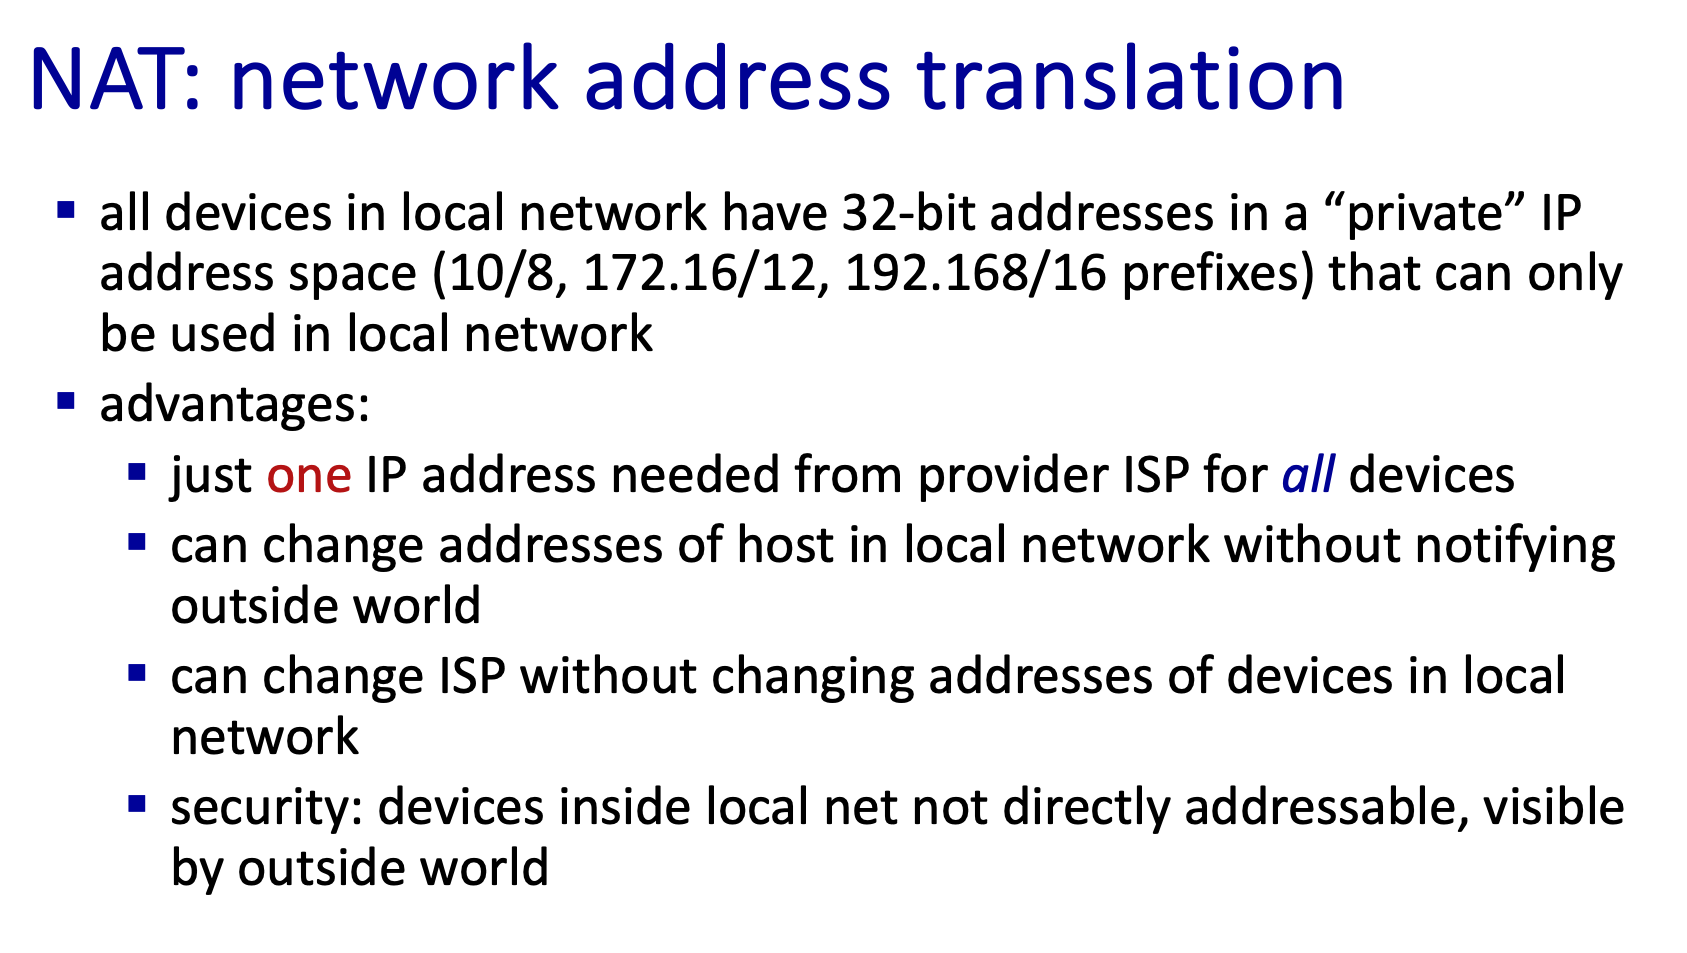 NAT: network address translation
▪ all devices in local network have 32-bit addresses in a “private” IP
address space (10/8, 172.16/12, 192.168/16 prefixes) that can only
be used in local network
▪ advantages:
▪ just one IP address needed from provider ISP for all devices
▪ can change addresses of host in local network without notifying
outside world
▪ can change ISP without changing addresses of devices in local
network
▪ security: devices inside local net not directly addressable, visible
by outside world